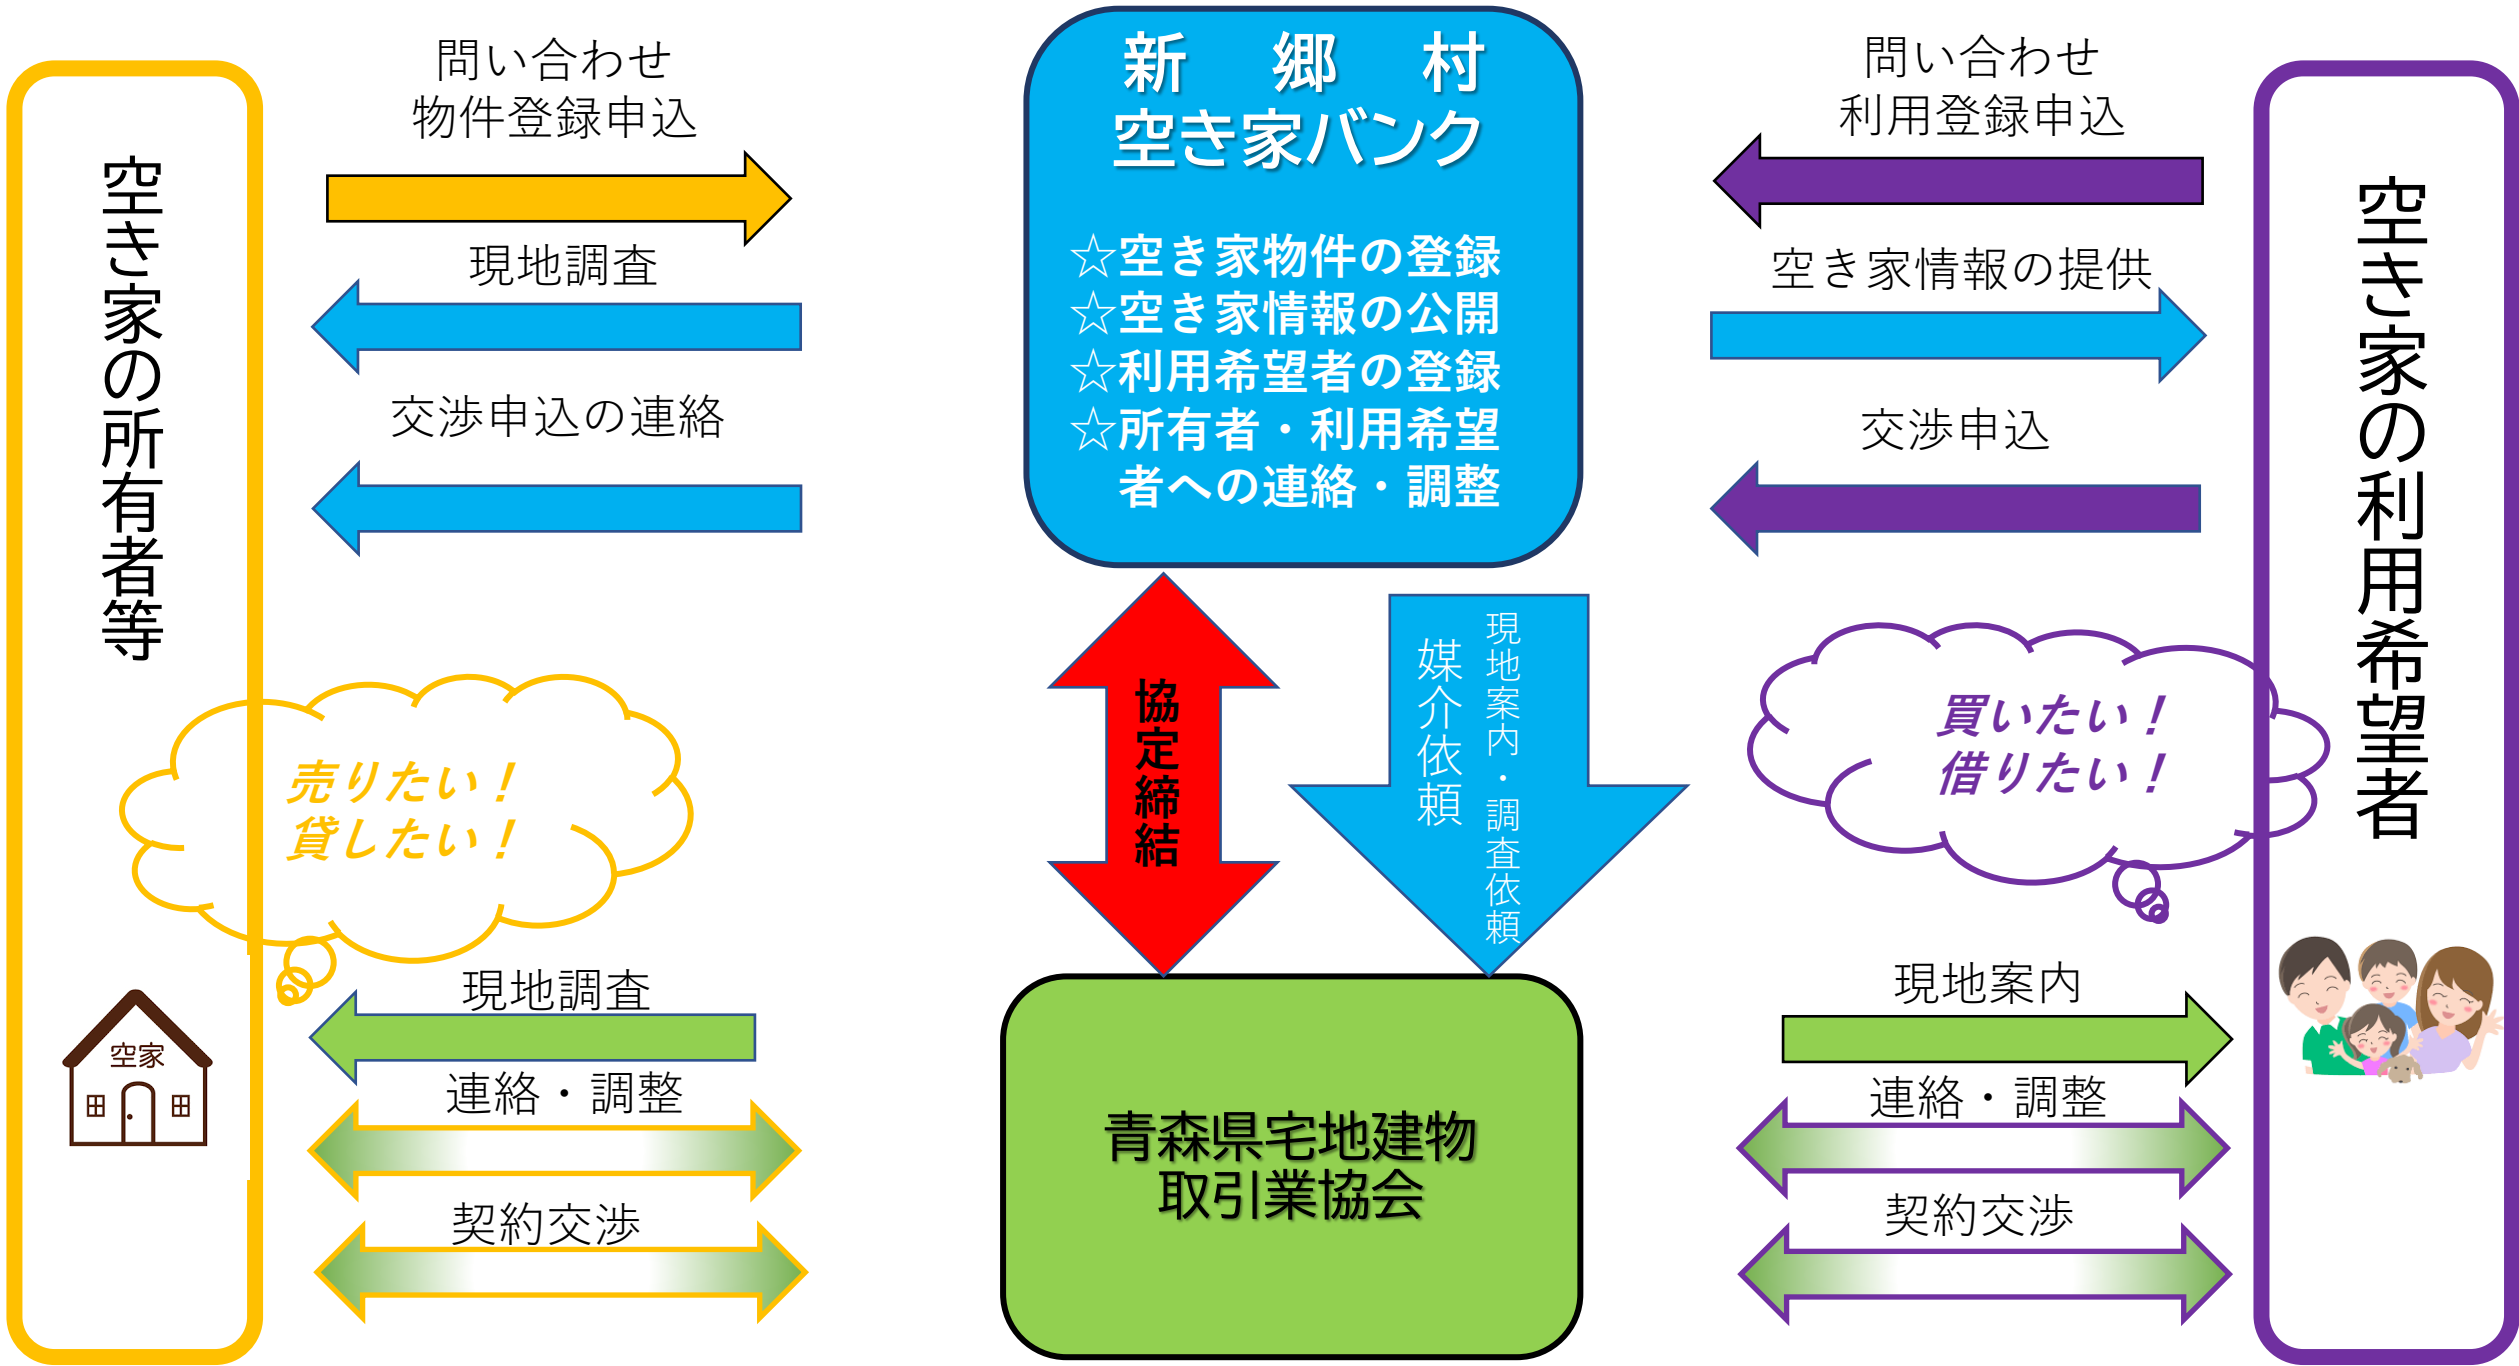 空き家の所有者等
問い合わせ
物件登録申込
現地調査
交渉申込の連絡
売りたい！
貸したい！
空家
現地調査
連絡・調整
契約交渉
新　郷　村
空き家バンク
☆空き家物件の登録
☆空き家情報の公開
☆利用希望者の登録
☆所有者・利用希望
者への連絡・調整
協定締結
現地案内・調査依頼
媒介依頼
青森県宅地建物
取引業協会
問い合わせ
利用登録申込
空き家情報の提供
交渉申込
買いたい！
借りたい！
現地案内
連絡・調整
契約交渉
空き家の利用希望者